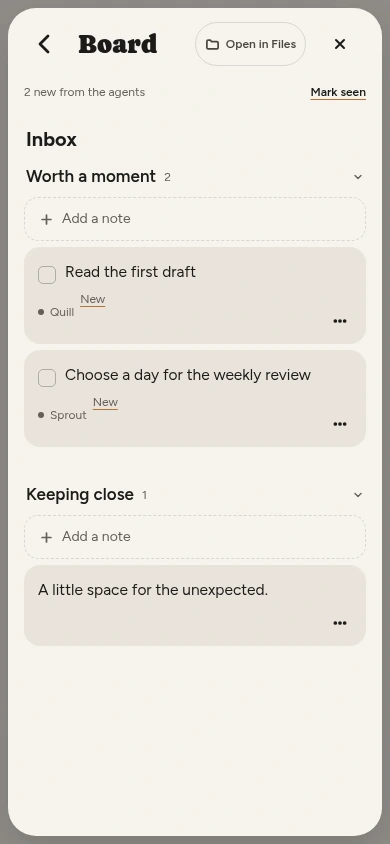 Board
Open in Files
2 new from the agents
Mark seen
Inbox
Worth a moment 2
Add a note
Read the first draft
New
Quill
Choose a day for the weekly review
New
Sprout
Keeping close 1
Add a note
A little space for the unexpected.